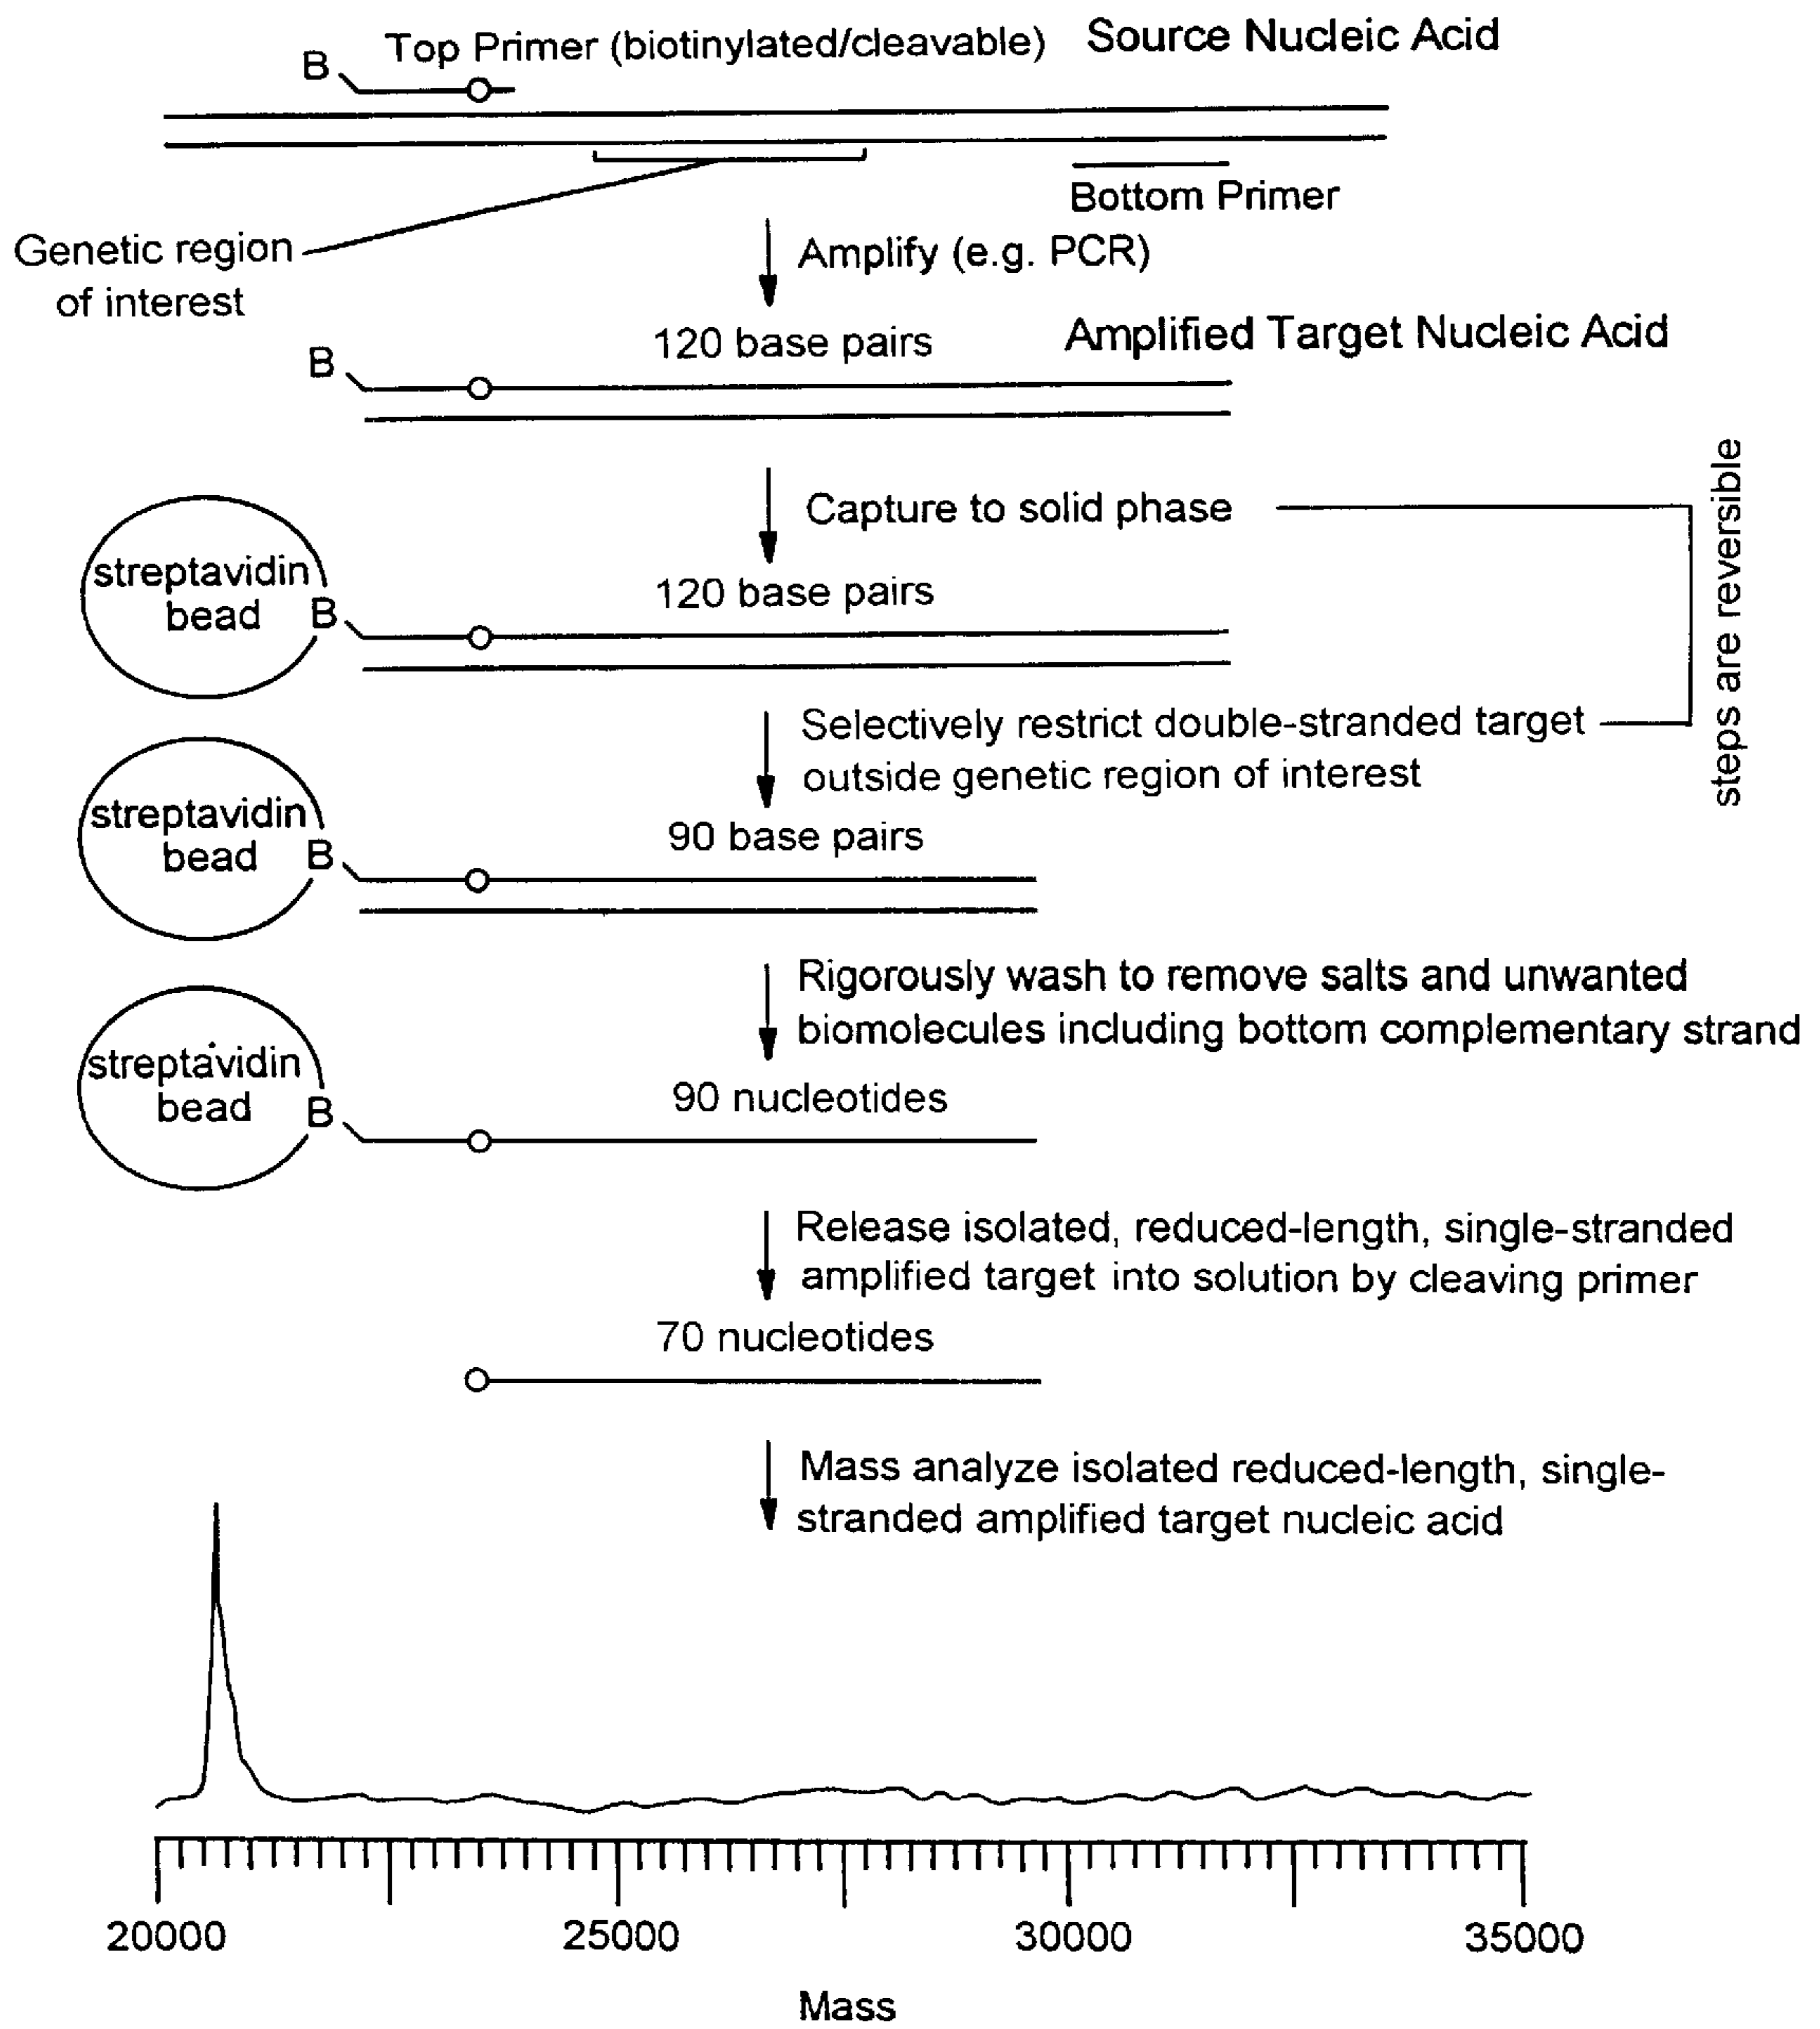 Top Primer (biotinylated/cleavable)
Source Nucleic Acid
B
Bottom Primer
Genetic region
of interest
Amplify (e.g. PCR)
120 base pairs
Amplified Target Nucleic Acid
B
Capture to solid phase
steps are reversible
120 base pairs
streptavidin
bead
B
Selectively restrict double-stranded target
outside genetic region of interest
90 base pairs
streptavidin
bead
B
Rigorously wash to remove salts and unwanted
biomolecules including bottom complementary strand
90 nucleotides
streptavidin
bead
B
Release isolated, reduced-length, single-stranded
amplified target into solution by cleaving primer
70 nucleotides
Mass analyze isolated reduced-length, single-
stranded amplified target nucleic acid
20000
25000
30000
35000
Mass